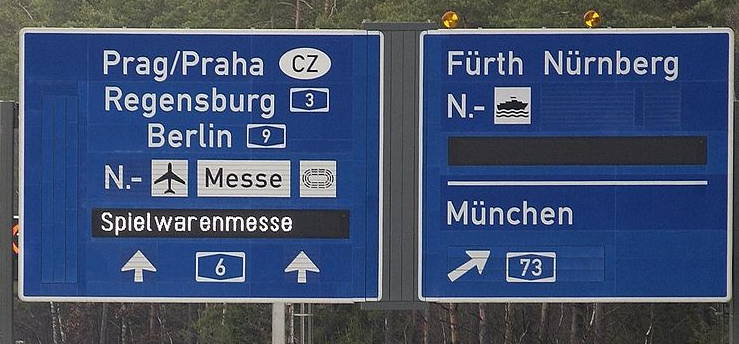 Prag/Praha CZ
Regensburg 3
Berlin 9
N.- Messe
Spielwarenmesse
6
Fürth Nürnberg
N.-
München
73